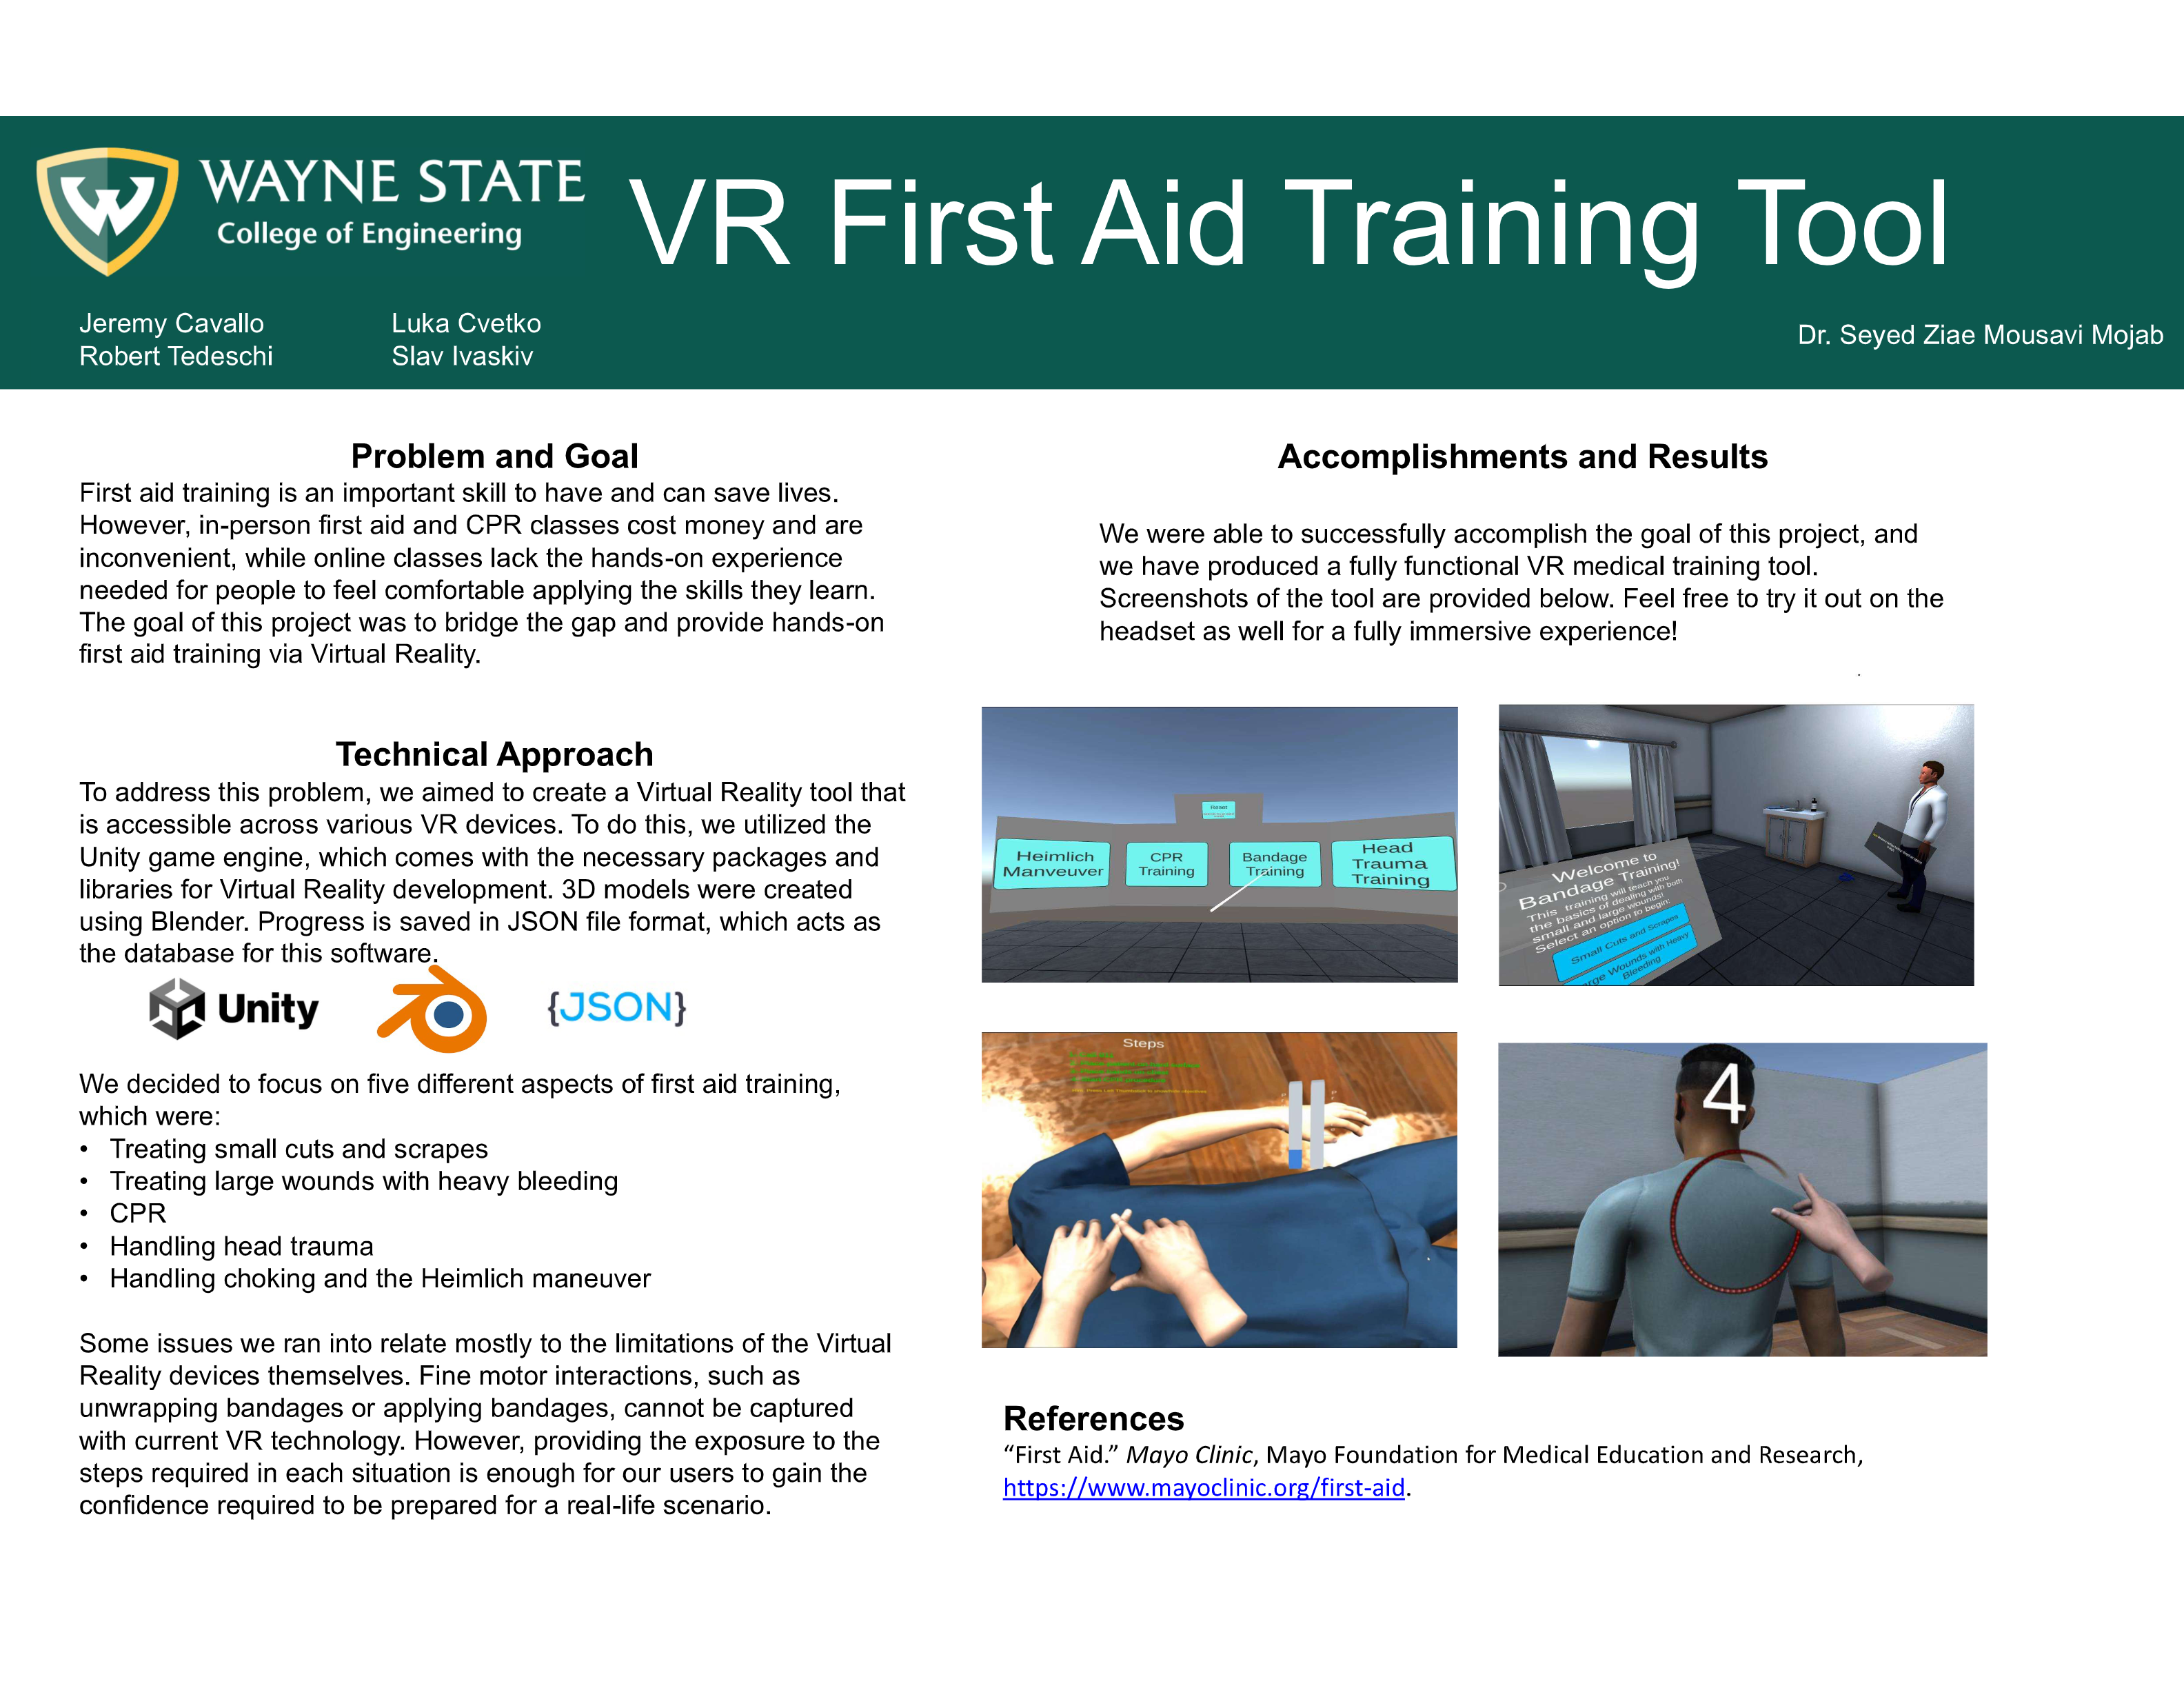 WAYNE STATE
College of Engineering
VR First Aid Training Tool
Jeremy Cavallo
Luka Cvetko
Robert Tedeschi
Slav Ivaskiv
Dr. Seyed Ziae Mousavi Mojab
Problem and Goal
First aid training is an important skill to have and can save lives.
However, in-person first aid and CPR classes cost money and are
inconvenient, while online classes lack the hands-on experience
needed for people to feel comfortable applying the skills they learn.
The goal of this project was to bridge the gap and provide hands-on
first aid training via Virtual Reality.
Technical Approach
To address this problem, we aimed to create a Virtual Reality tool that
is accessible across various VR devices. To do this, we utilized the
Unity game engine, which comes with the necessary packages and
libraries for Virtual Reality development. 3D models were created
using Blender. Progress is saved in JSON file format, which acts as
the database for this software.
Unity
{JSON}
We decided to focus on five different aspects of first aid training,
which were:
• Treating small cuts and scrapes
• Treating large wounds with heavy bleeding
• CPR
• Handling head trauma
• Handling choking and the Heimlich maneuver
Some issues we ran into relate mostly to the limitations of the Virtual
Reality devices themselves. Fine motor interactions, such as
unwrapping bandages or applying bandages, cannot be captured
with current VR technology. However, providing the exposure to the
steps required in each situation is enough for our users to gain the
confidence required to be prepared for a real-life scenario.
Accomplishments and Results
We were able to successfully accomplish the goal of this project, and
we have produced a fully functional VR medical training tool.
Screenshots of the tool are provided below. Feel free to try it out on the
headset as well for a fully immersive experience!
.
Reset
Heimlich
Manveuver
CPR
Training
Bandage
Training
Head
Trauma
Training
Welcome to
Bandage Training!
This training will teach you
the basics of dealing with both
small and large wounds!
Select an option to begin:
Small Cuts and Scrapes
rge Wounds with Heavy
Bleeding
Steps
4
References
“First Aid.” Mayo Clinic, Mayo Foundation for Medical Education and Research,
https://www.mayoclinic.org/first-aid.